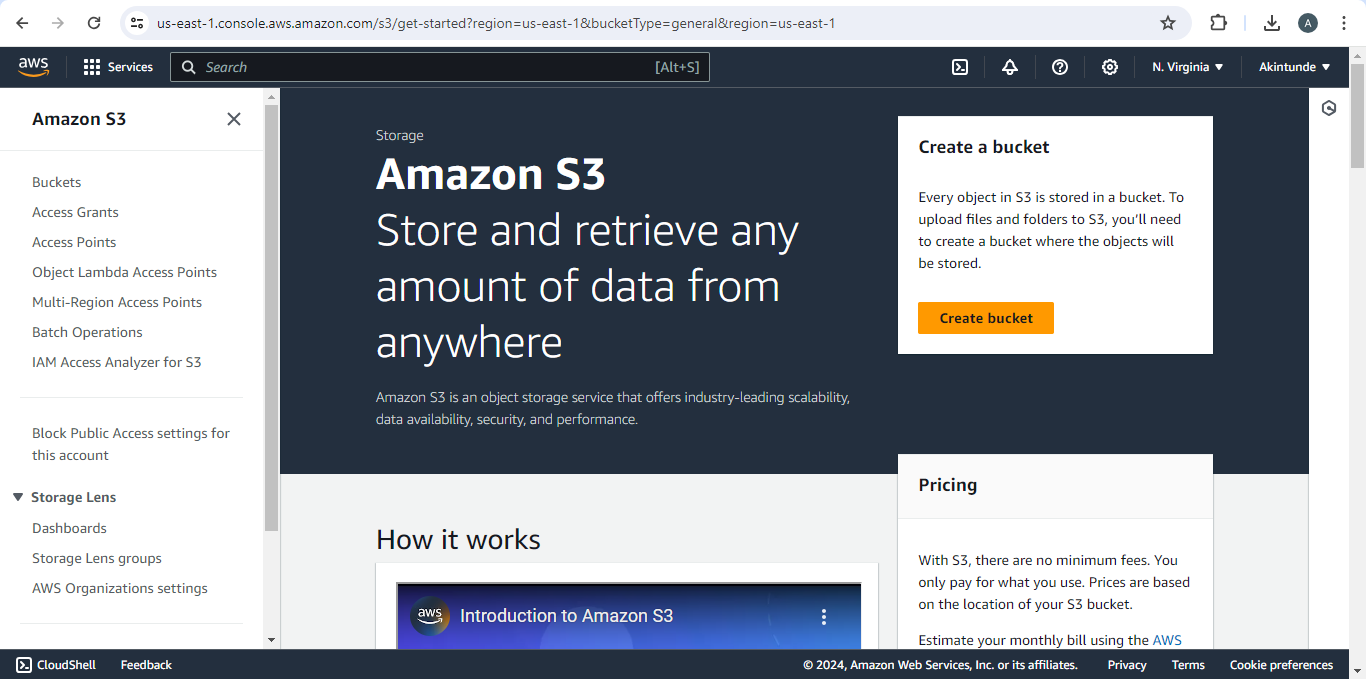 us-east-1.console.aws.amazon.com/s3/get-started?region=us-east-1&bucketType=general&region=us-east-1
A
aws
Services
Search
[Alt+S]
N. Virginia
Akintunde
Amazon S3
Buckets
Access Grants
Access Points
Object Lambda Access Points
Multi-Region Access Points
Batch Operations
IAM Access Analyzer for S3
Block Public Access settings for
this account
Storage Lens
Dashboards
Storage Lens groups
AWS Organizations settings
Storage
Amazon S3
Store and retrieve any
amount of data from
anywhere
Amazon S3 is an object storage service that offers industry-leading scalability,
data availability, security, and performance.
Create a bucket
Every object in S3 is stored in a bucket. To
upload files and folders to S3, you'll need
to create a bucket where the objects will
be stored.
Create bucket
How it works
aws
Introduction to Amazon S3
Pricing
With S3, there are no minimum fees. You
only pay for what you use. Prices are based
on the location of your S3 bucket.
Estimate your monthly bill using the AWS
CloudShell
Feedback
© 2024, Amazon Web Services, Inc. or its affiliates.
Privacy
Terms
Cookie preferences